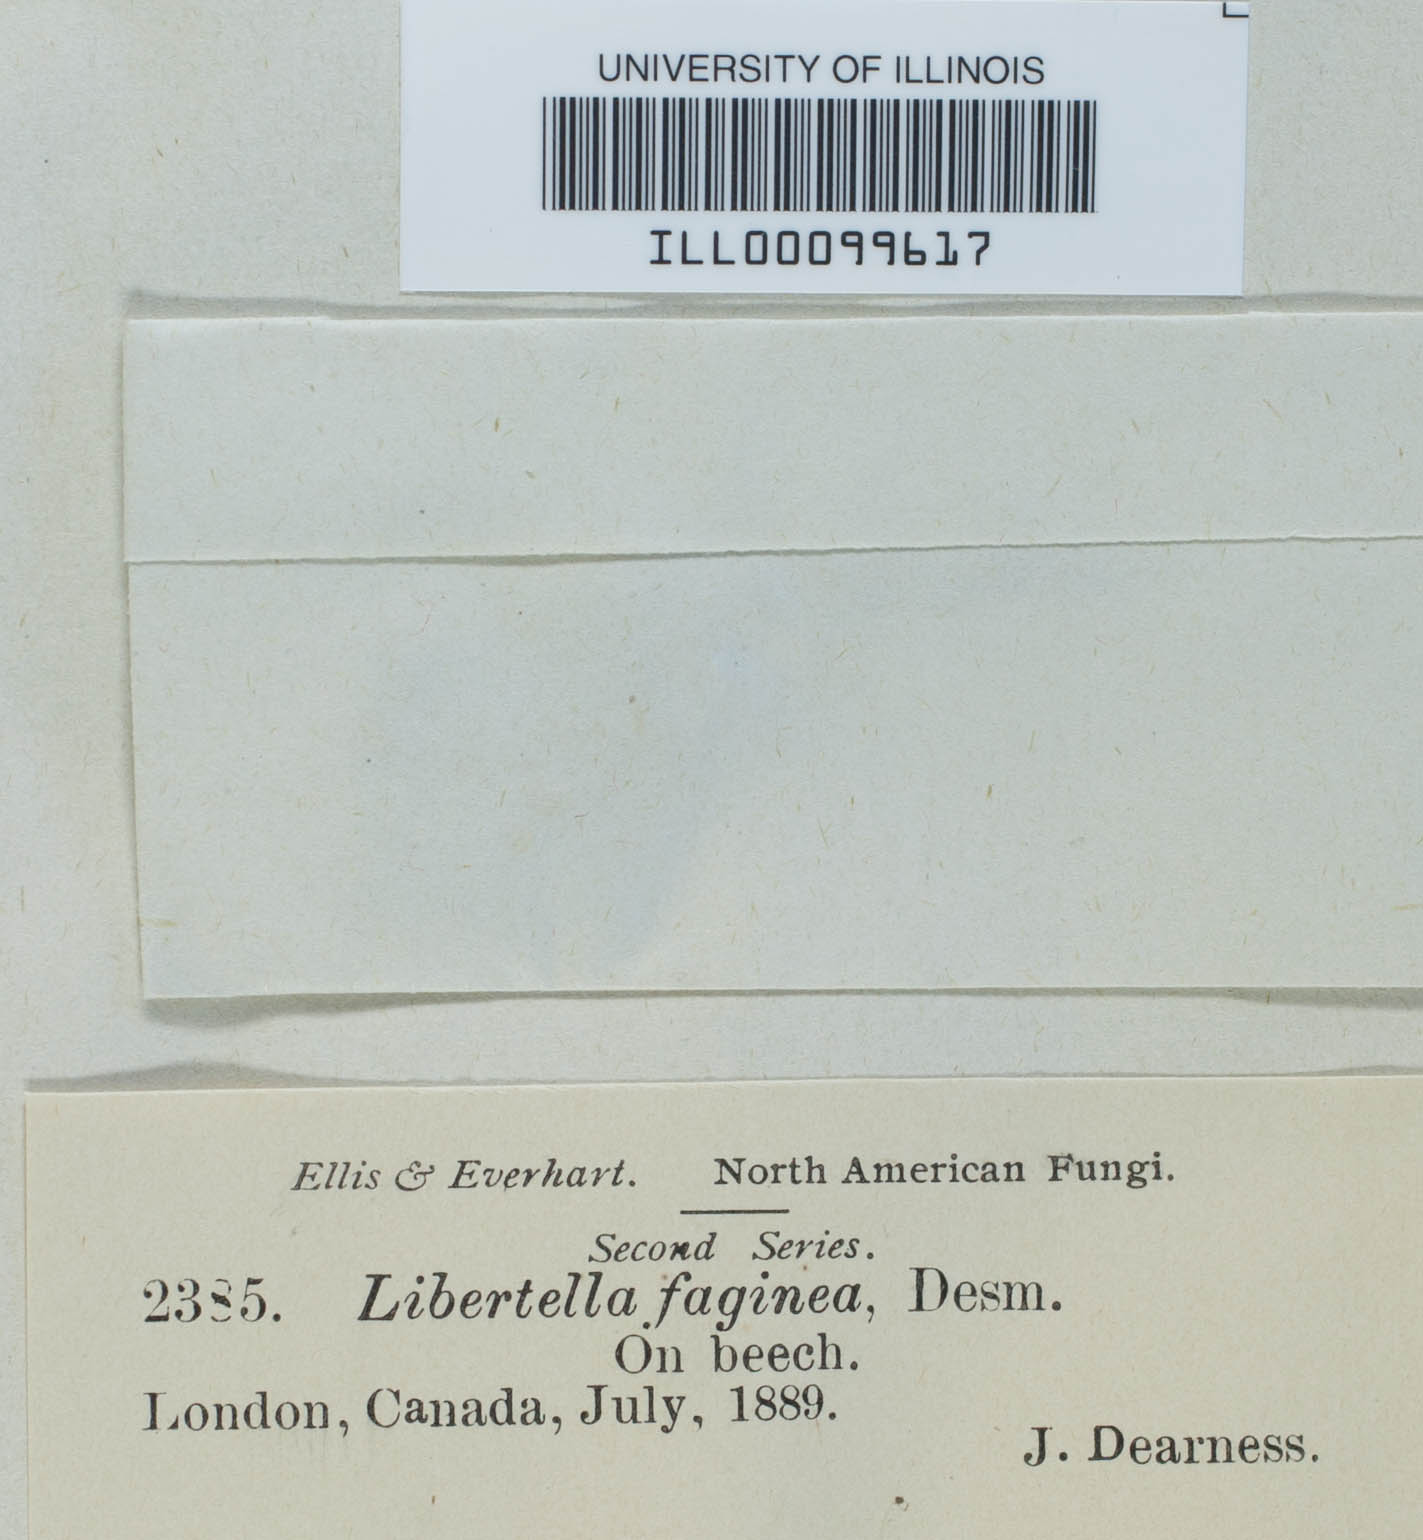 UNIVERSITY OF ILLINOIS
ILL00099617
Ellis & Everhart. North American Fungi.
Second Series.
2385. Libertella faginea, Desm.
On beech.
London, Canada, July, 1889.
J. Dearness.